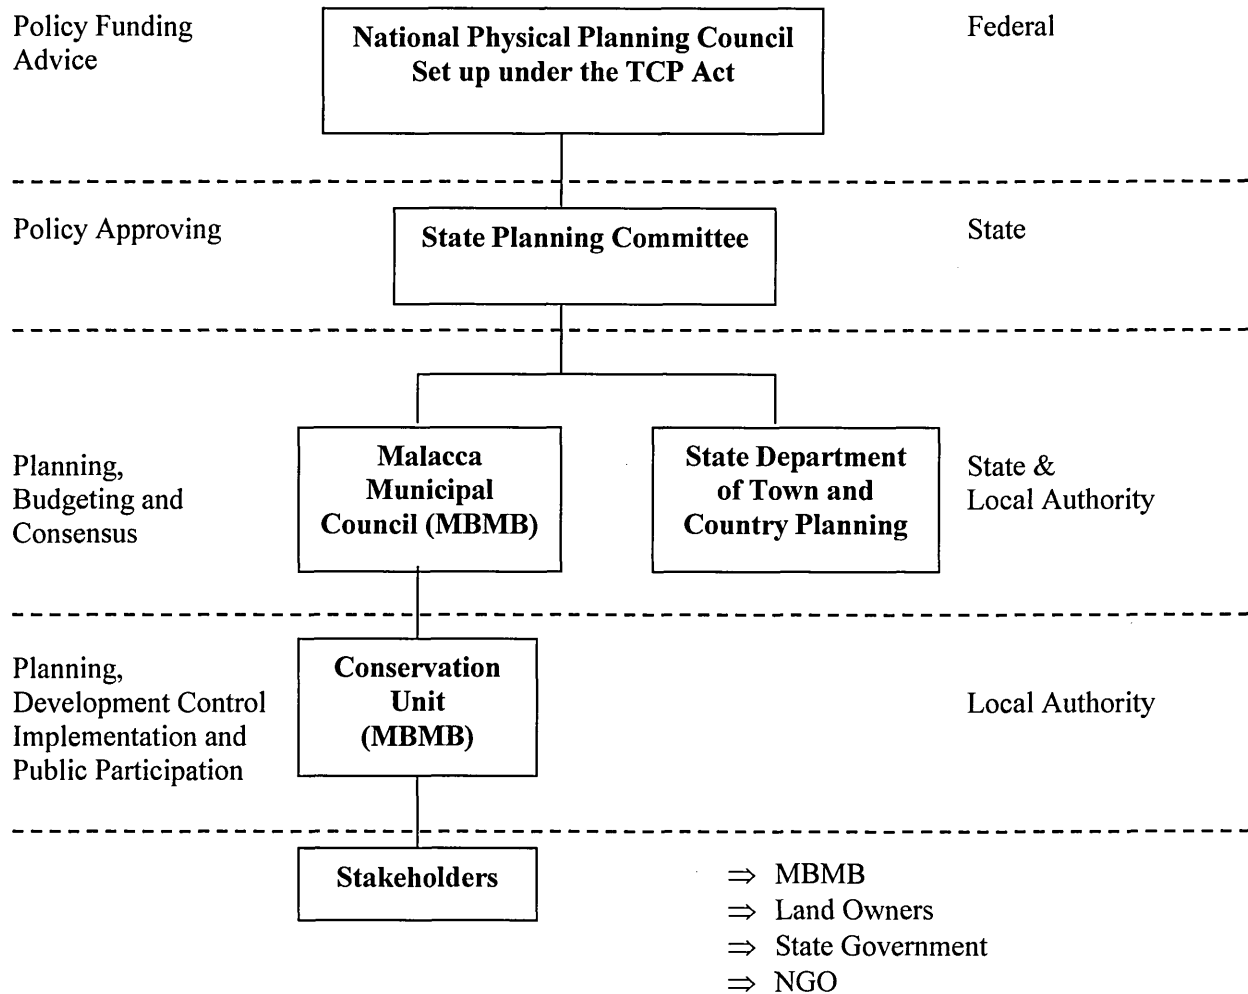 Policy Funding
Advice
National Physical Planning Council
Set up under the TCP Act
Federal
Policy Approving
State Planning Committee
State
Planning,
Budgeting and
Consensus
Malacca
Municipal
Council (MBMB)
State Department
of Town and
Country Planning
State &
Local Authority
Planning,
Development Control
Implementation and
Public Participation
Conservation
Unit
(MBMB)
Local Authority
Stakeholders
⇒ MBMB
⇒ Land Owners
⇒ State Government
⇒ NGO